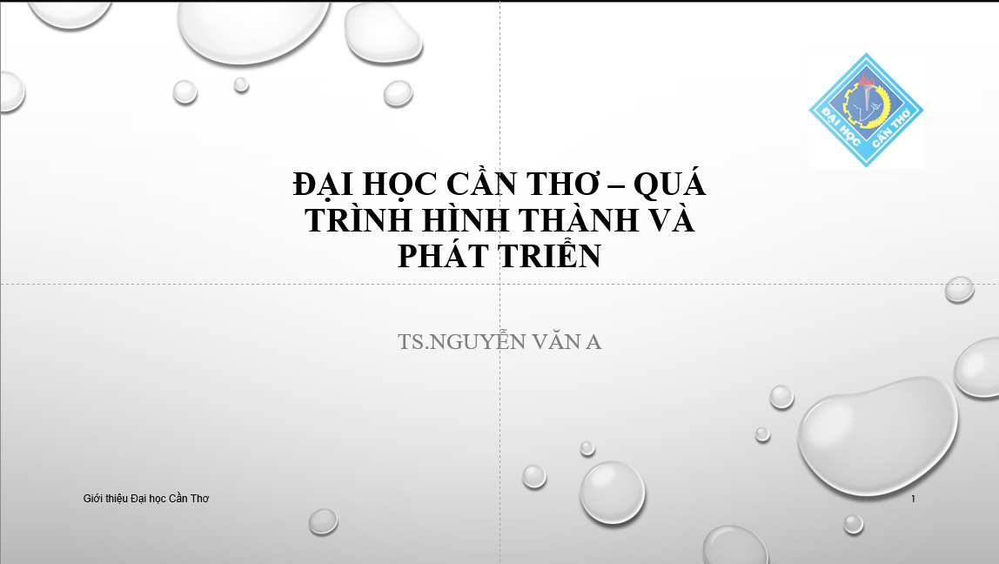 ĐẠI HỌC CẦN THƠ
ĐẠI HỌC CẦN THƠ – QUÁ
TRÌNH HÌNH THÀNH VÀ
PHÁT TRIỂN
TS.NGUYỄN VĂN A
Giới thiệu Đại học Cần Thơ
1